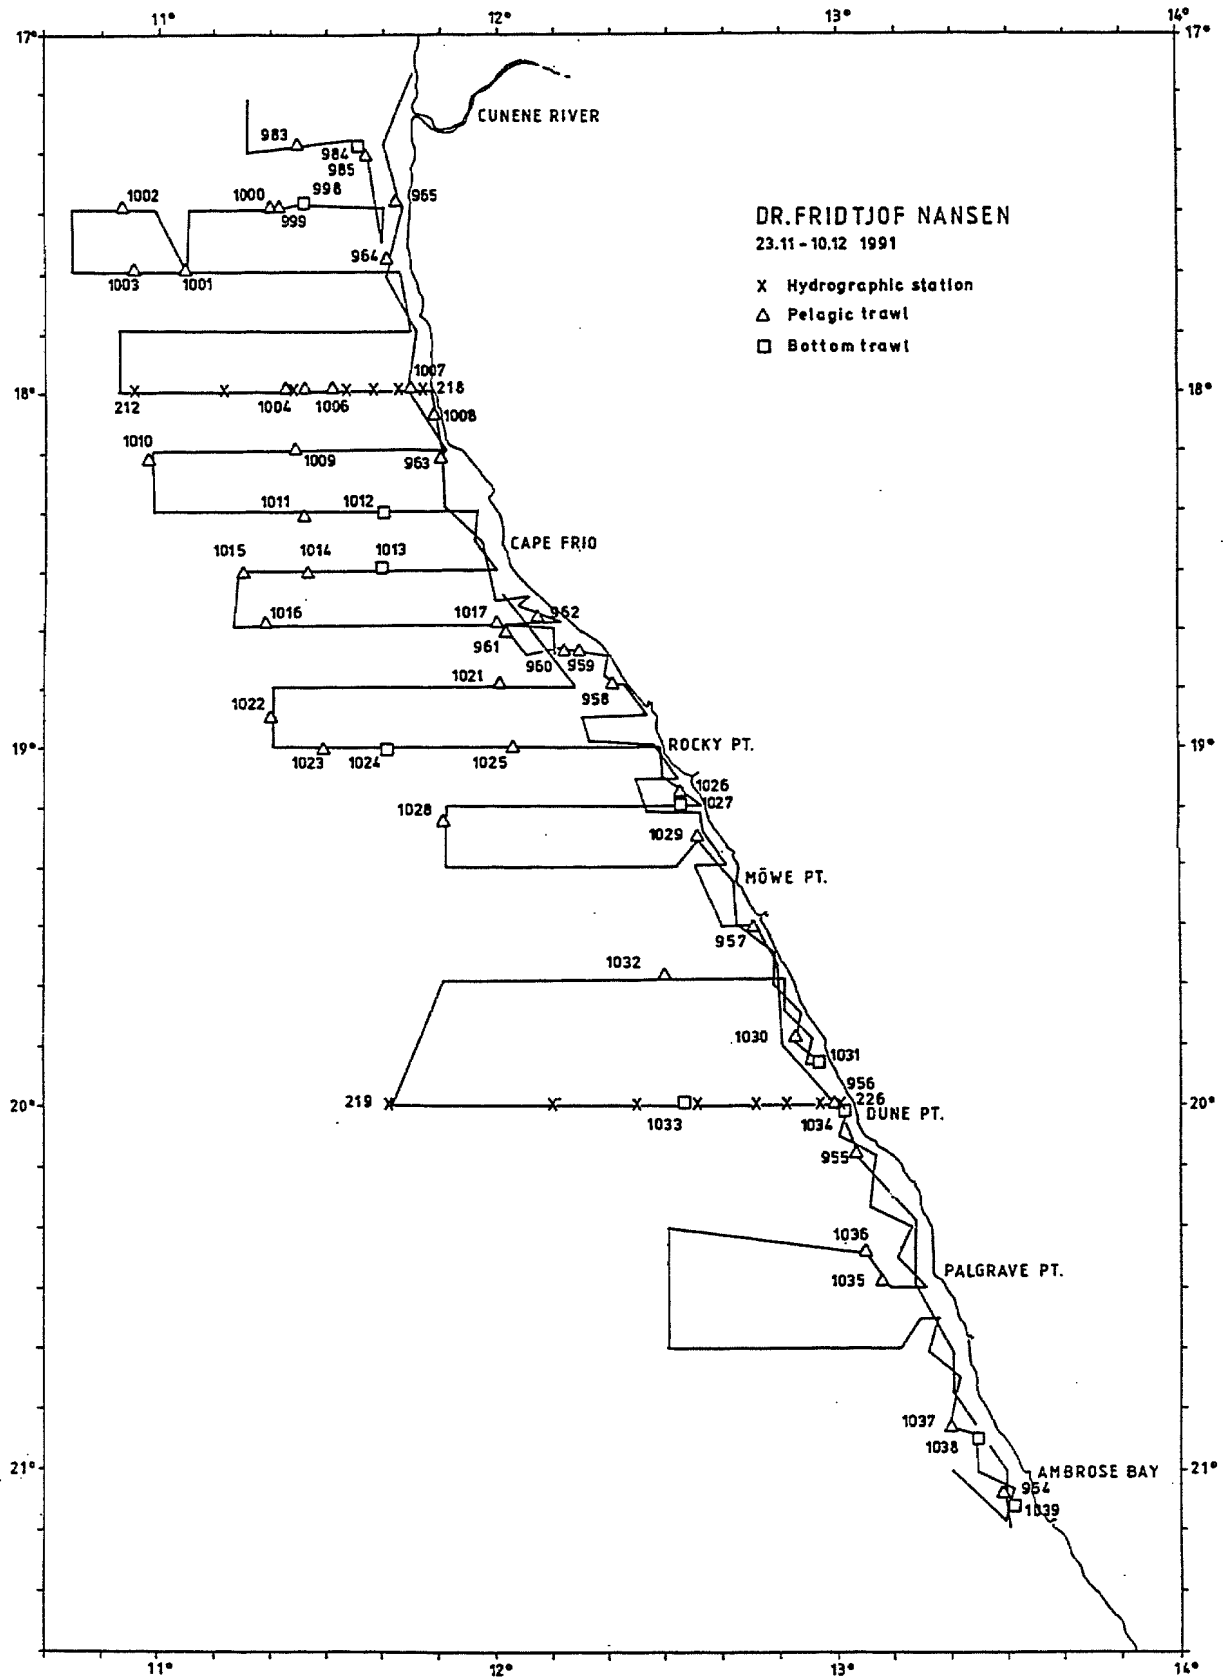 11° 12° 13° 14°
17° 17°
CUNENE RIVER
983
984
985
1002 1000 998 965
999
DR. FRIDTJOF NANSEN
23.11 - 10.12 1991
964
1003 1001
X Hydrographic station
△ Pelagic trawl
□ Bottom trawl
1007
18° 218 18°
212 1004 1006
1008
1010
1009 963
1011 1012
CAPE FRIO
1015 1014 1013
1016 1017 962
961 960 959
1021
958
1022
19° ROCKY PT. 19°
1023 1024 1025
1026
1027
1028
1029
MÖWE PT.
957
1032
1030
1031
956
219 226
20° DUNE PT. 20°
1033 1034
955
1036
1035 PALGRAVE PT.
1037
1038
21° AMBROSE BAY 21°
954
1039
11° 12° 13° 14°